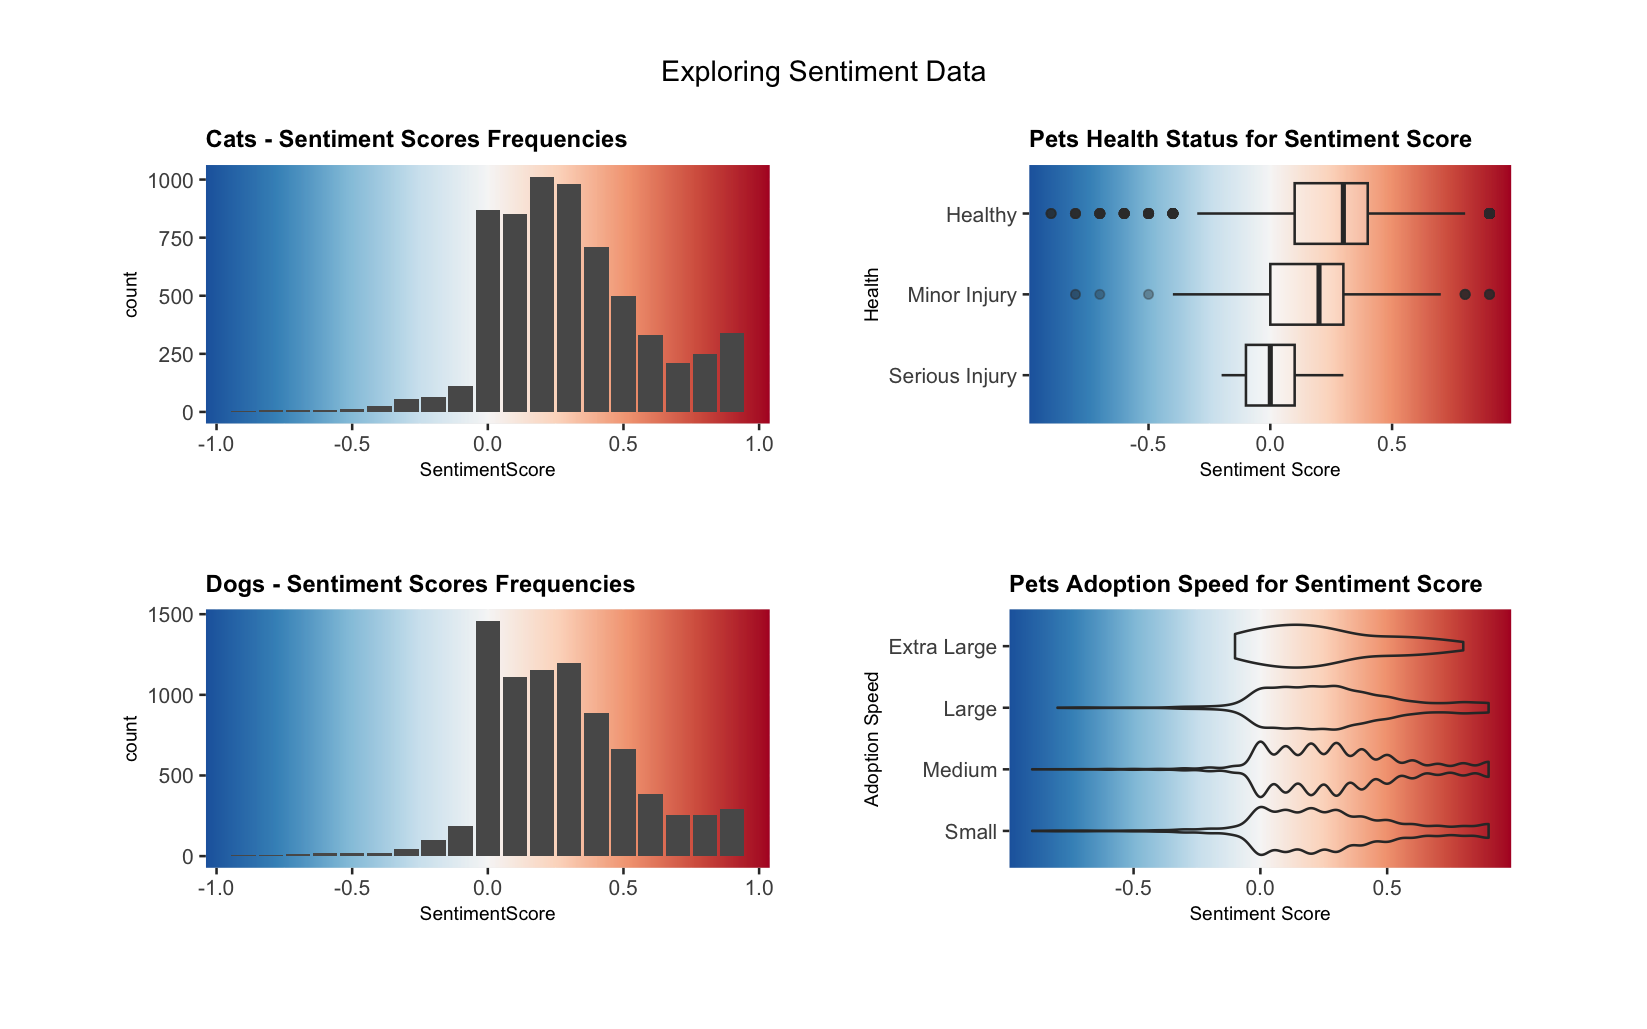 Exploring Sentiment Data
Cats - Sentiment Scores Frequencies
1000
750
500
250
0
count
-1.0 -0.5 0.0 0.5 1.0
SentimentScore
Pets Health Status for Sentiment Score
Healthy
Minor Injury
Serious Injury
Health
-0.5 0.0 0.5
Sentiment Score
Dogs - Sentiment Scores Frequencies
1500
1000
500
0
count
-1.0 -0.5 0.0 0.5 1.0
SentimentScore
Pets Adoption Speed for Sentiment Score
Extra Large
Large
Medium
Small
Adoption Speed
-0.5 0.0 0.5
Sentiment Score